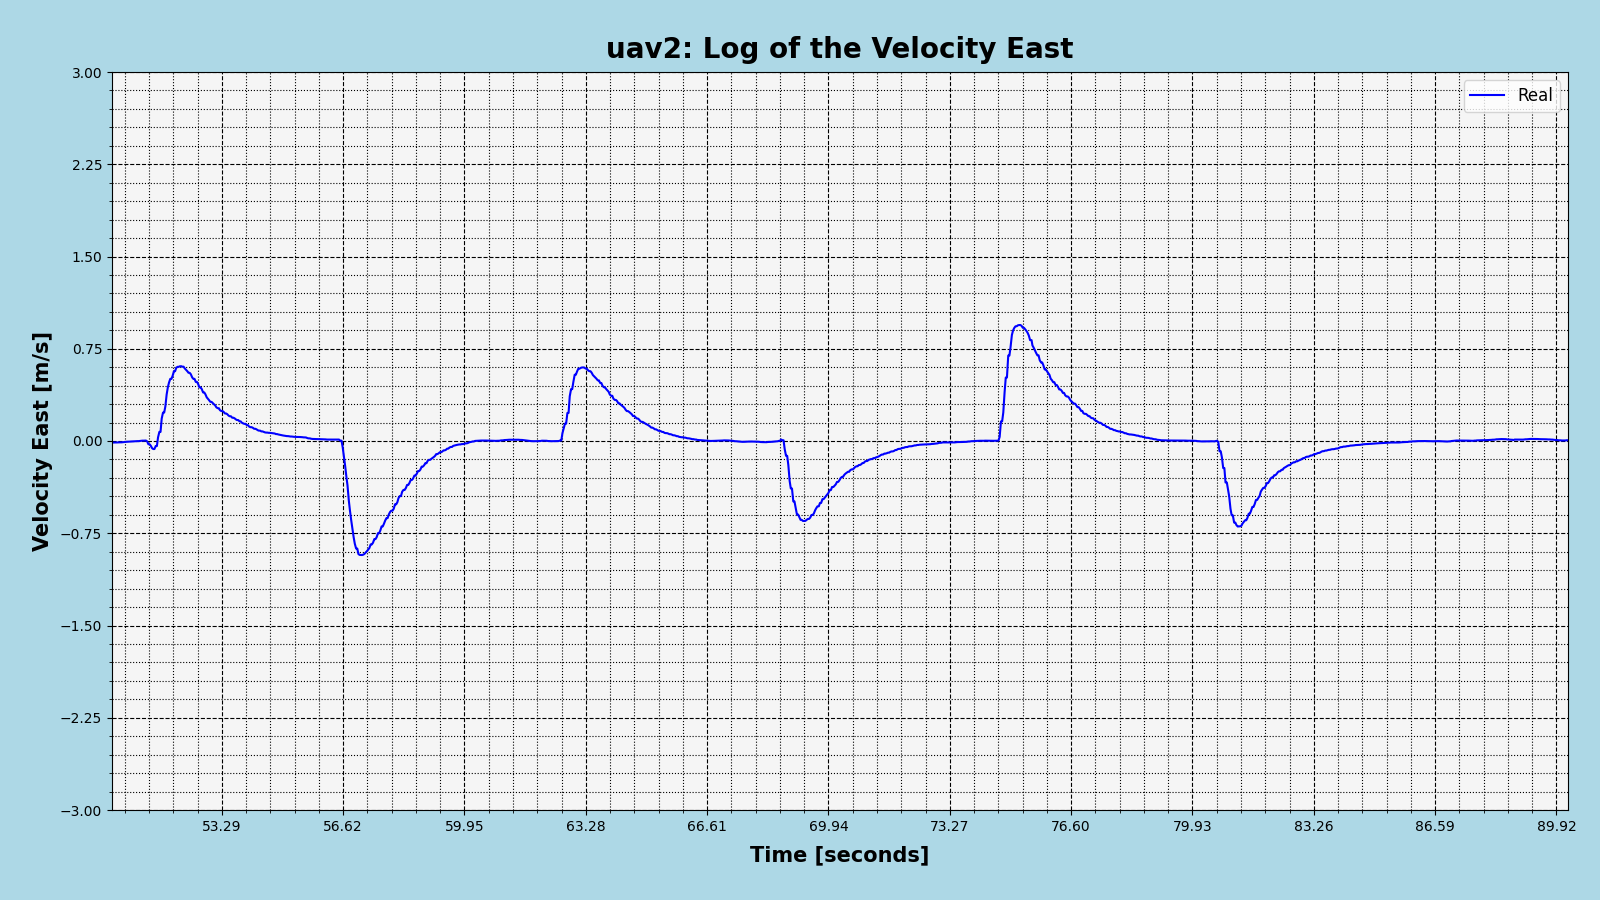 uav2: Log of the Velocity East
Real
3.00
2.25
1.50
0.75
0.00
−0.75
−1.50
−2.25
−3.00
Velocity East [m/s]
53.29 56.62 59.95 63.28 66.61 69.94 73.27 76.60 79.93 83.26 86.59 89.92
Time [seconds]